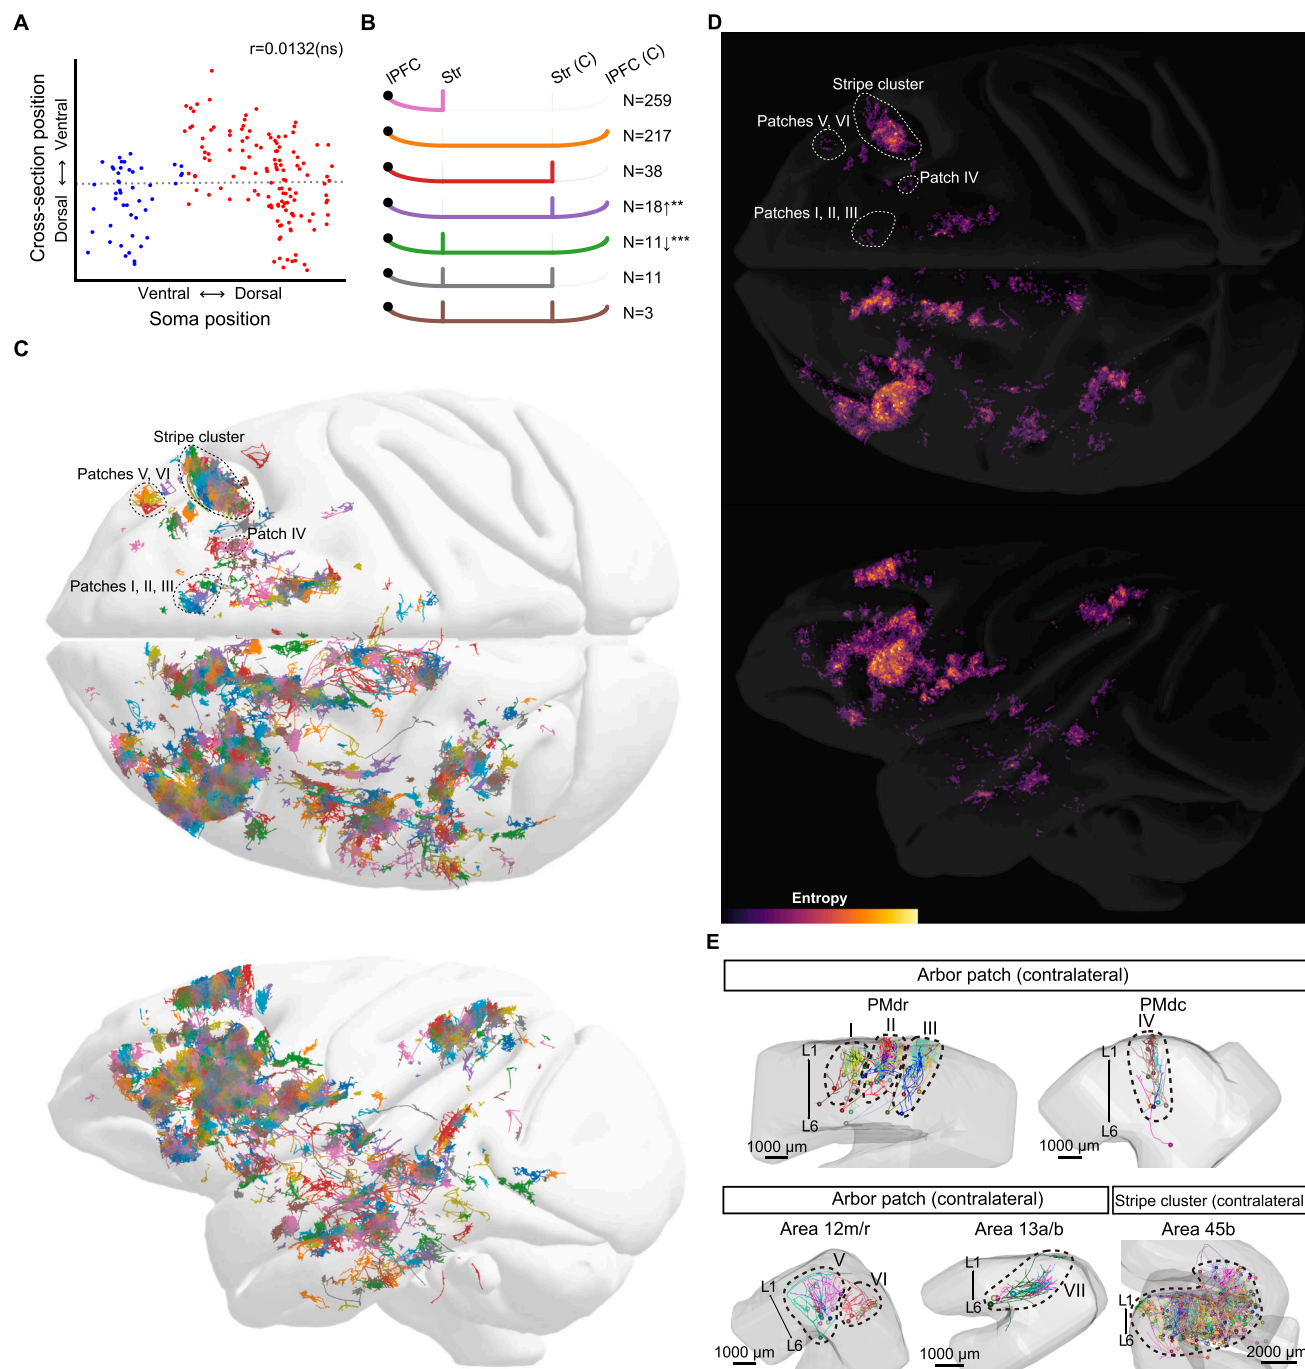 A
r=0.0132(ns)
Cross-section position
Dorsal ⟷ Ventral
Ventral ⟷ Dorsal
Soma position
B
lPFC
Str
Str (C)
lPFC (C)
N=259
N=217
N=38
N=18↑**
N=11↓***
N=11
N=3
C
Stripe cluster
Patches V, VI
Patch IV
Patches I, II, III
D
Stripe cluster
Patches V, VI
Patch IV
Patches I, II, III
Entropy
E
Arbor patch (contralateral)
PMdr
I
II
III
L1
L6
1000 µm
PMdc
IV
L1
L6
1000 µm
Arbor patch (contralateral)
Stripe cluster (contralateral
Area 12m/r
V
VI
L1
L6
1000 µm
Area 13a/b
L1
L6
VII
1000 µm
Area 45b
L1
L6
2000 µm